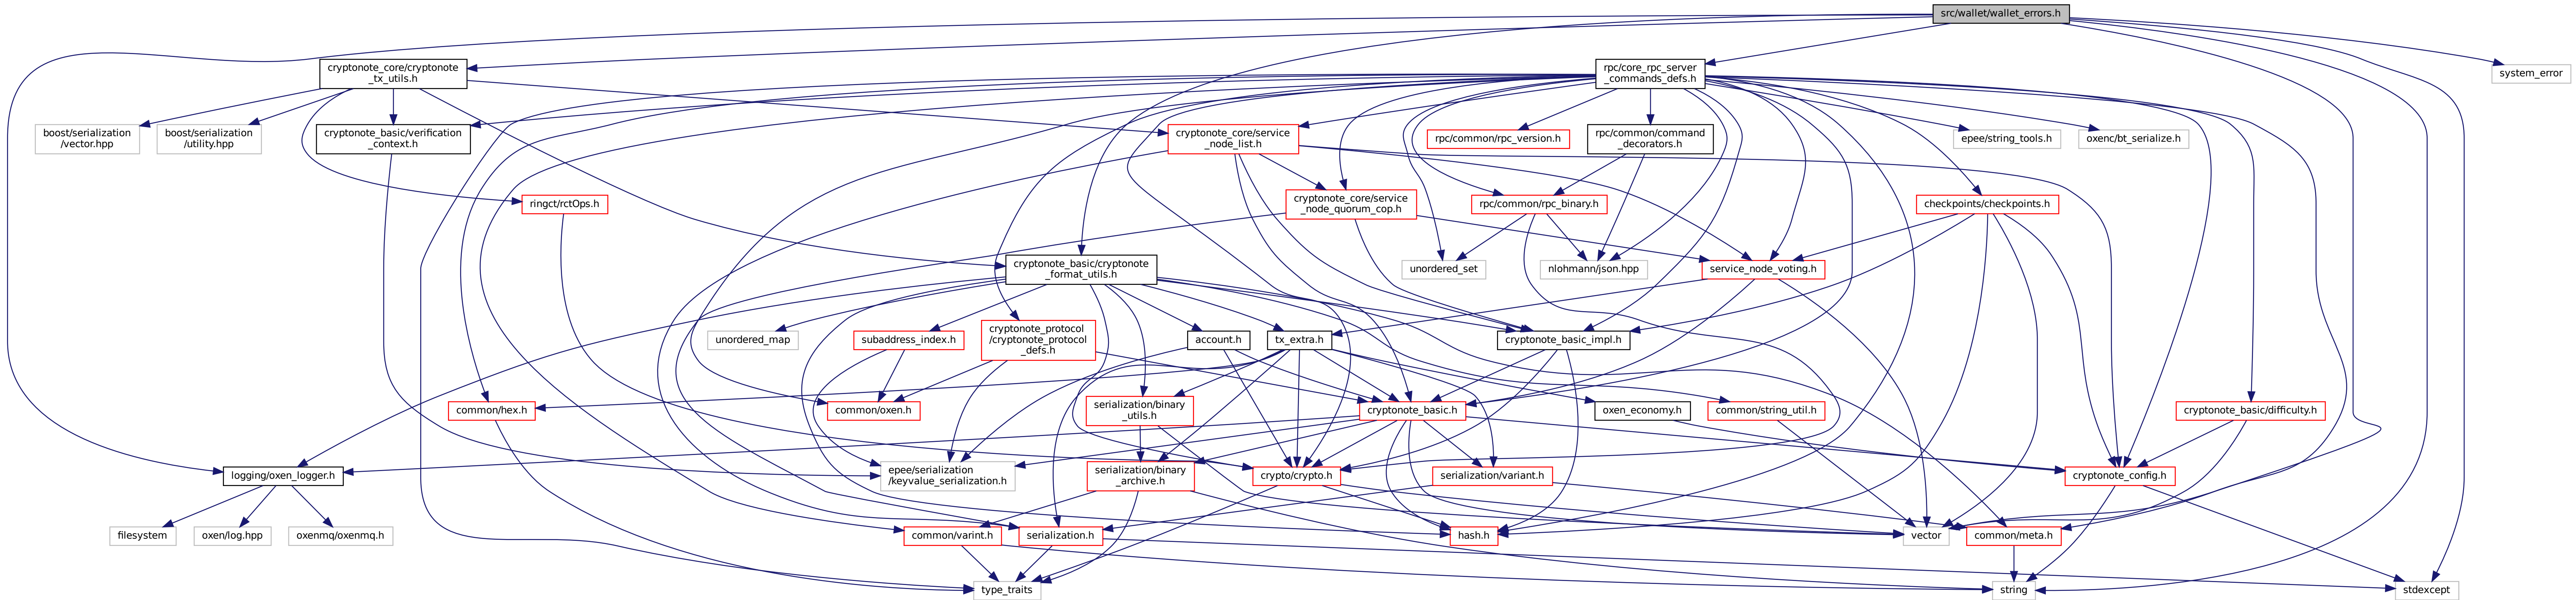 src/wallet/wallet_errors.h
cryptonote_core/cryptonote
_tx_utils.h
rpc/core_rpc_server
_commands_defs.h
system_error
boost/serialization
/vector.hpp
boost/serialization
/utility.hpp
cryptonote_basic/verification
_context.h
cryptonote_core/service
_node_list.h
rpc/common/rpc_version.h
rpc/common/command
_decorators.h
epee/string_tools.h
oxenc/bt_serialize.h
ringct/rctOps.h
cryptonote_core/service
_node_quorum_cop.h
rpc/common/rpc_binary.h
checkpoints/checkpoints.h
cryptonote_basic/cryptonote
_format_utils.h
unordered_set
nlohmann/json.hpp
service_node_voting.h
unordered_map
subaddress_index.h
cryptonote_protocol
/cryptonote_protocol
_defs.h
account.h
tx_extra.h
cryptonote_basic_impl.h
common/hex.h
common/oxen.h
serialization/binary
_utils.h
cryptonote_basic.h
oxen_economy.h
common/string_util.h
cryptonote_basic/difficulty.h
logging/oxen_logger.h
epee/serialization
/keyvalue_serialization.h
serialization/binary
_archive.h
crypto/crypto.h
serialization/variant.h
cryptonote_config.h
filesystem
oxen/log.hpp
oxenmq/oxenmq.h
common/varint.h
serialization.h
hash.h
vector
common/meta.h
type_traits
string
stdexcept